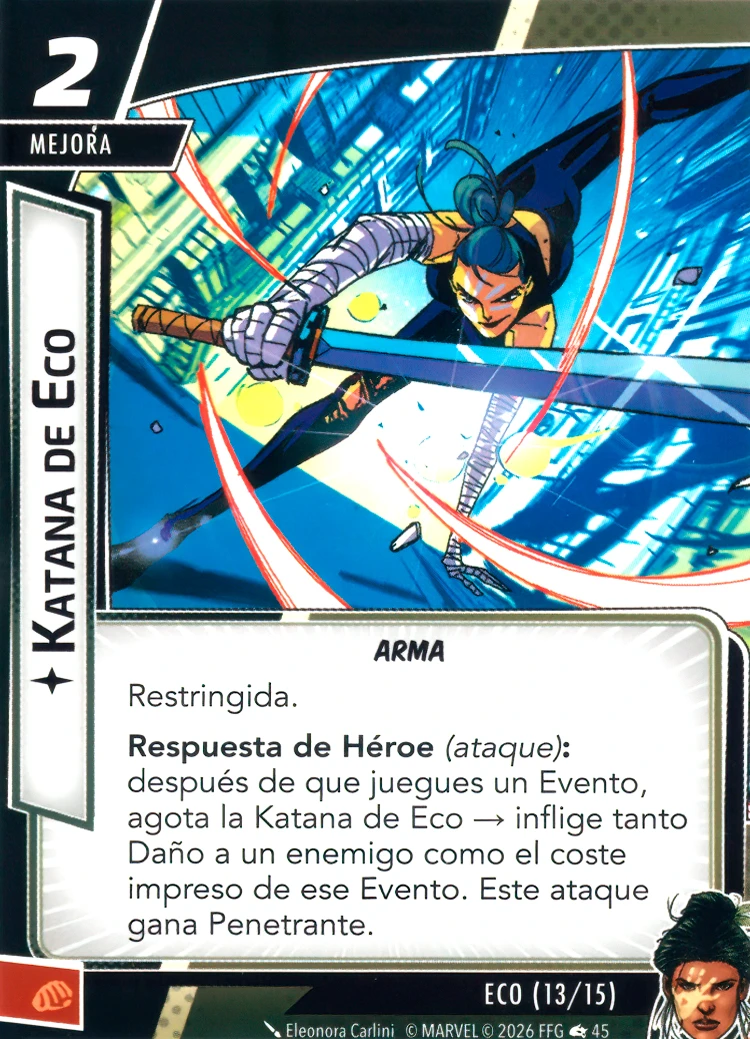 2
MEJORA
KATANA DE ECO
ARMA
Restringida.
Respuesta de Héroe (ataque):
después de que juegues un Evento,
agota la Katana de Eco → inflige tanto
Daño a un enemigo como el coste
impreso de ese Evento. Este ataque
gana Penetrante.
ECO (13/15)
Eleonora Carlini © MARVEL © 2026 FFG 45